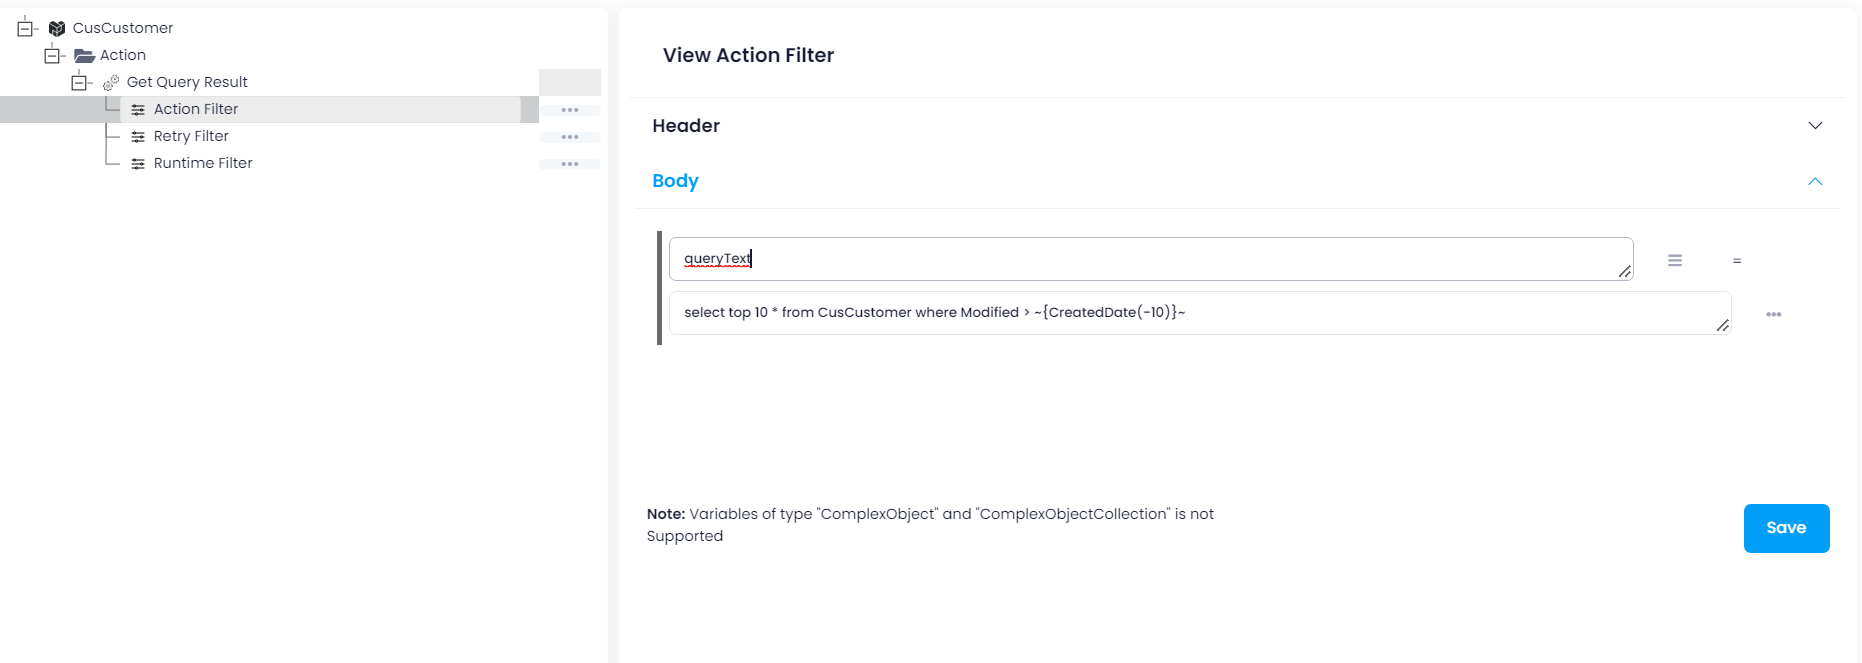 CusCustomer
Action
Get Query Result
Action Filter
Retry Filter
Runtime Filter
View Action Filter
Header
Body
queryText
=
select top 10 * from CusCustomer where Modified > ~{CreatedDate(-10)}~
Note: Variables of type "ComplexObject" and "ComplexObjectCollection" is not
Supported
Save